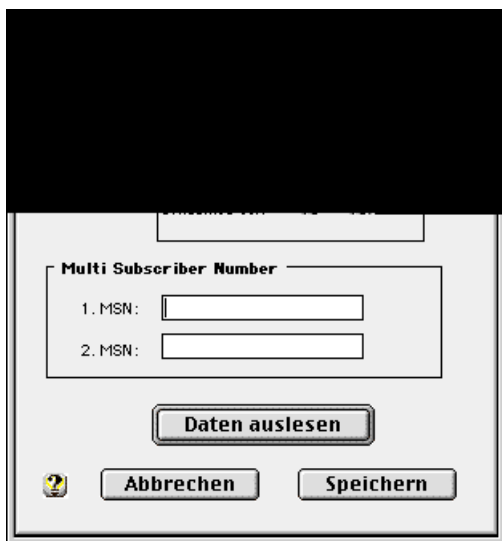 Multi Subscriber Number
1. MSN:
2. MSN:
Daten auslesen
Abbrechen
Speichern